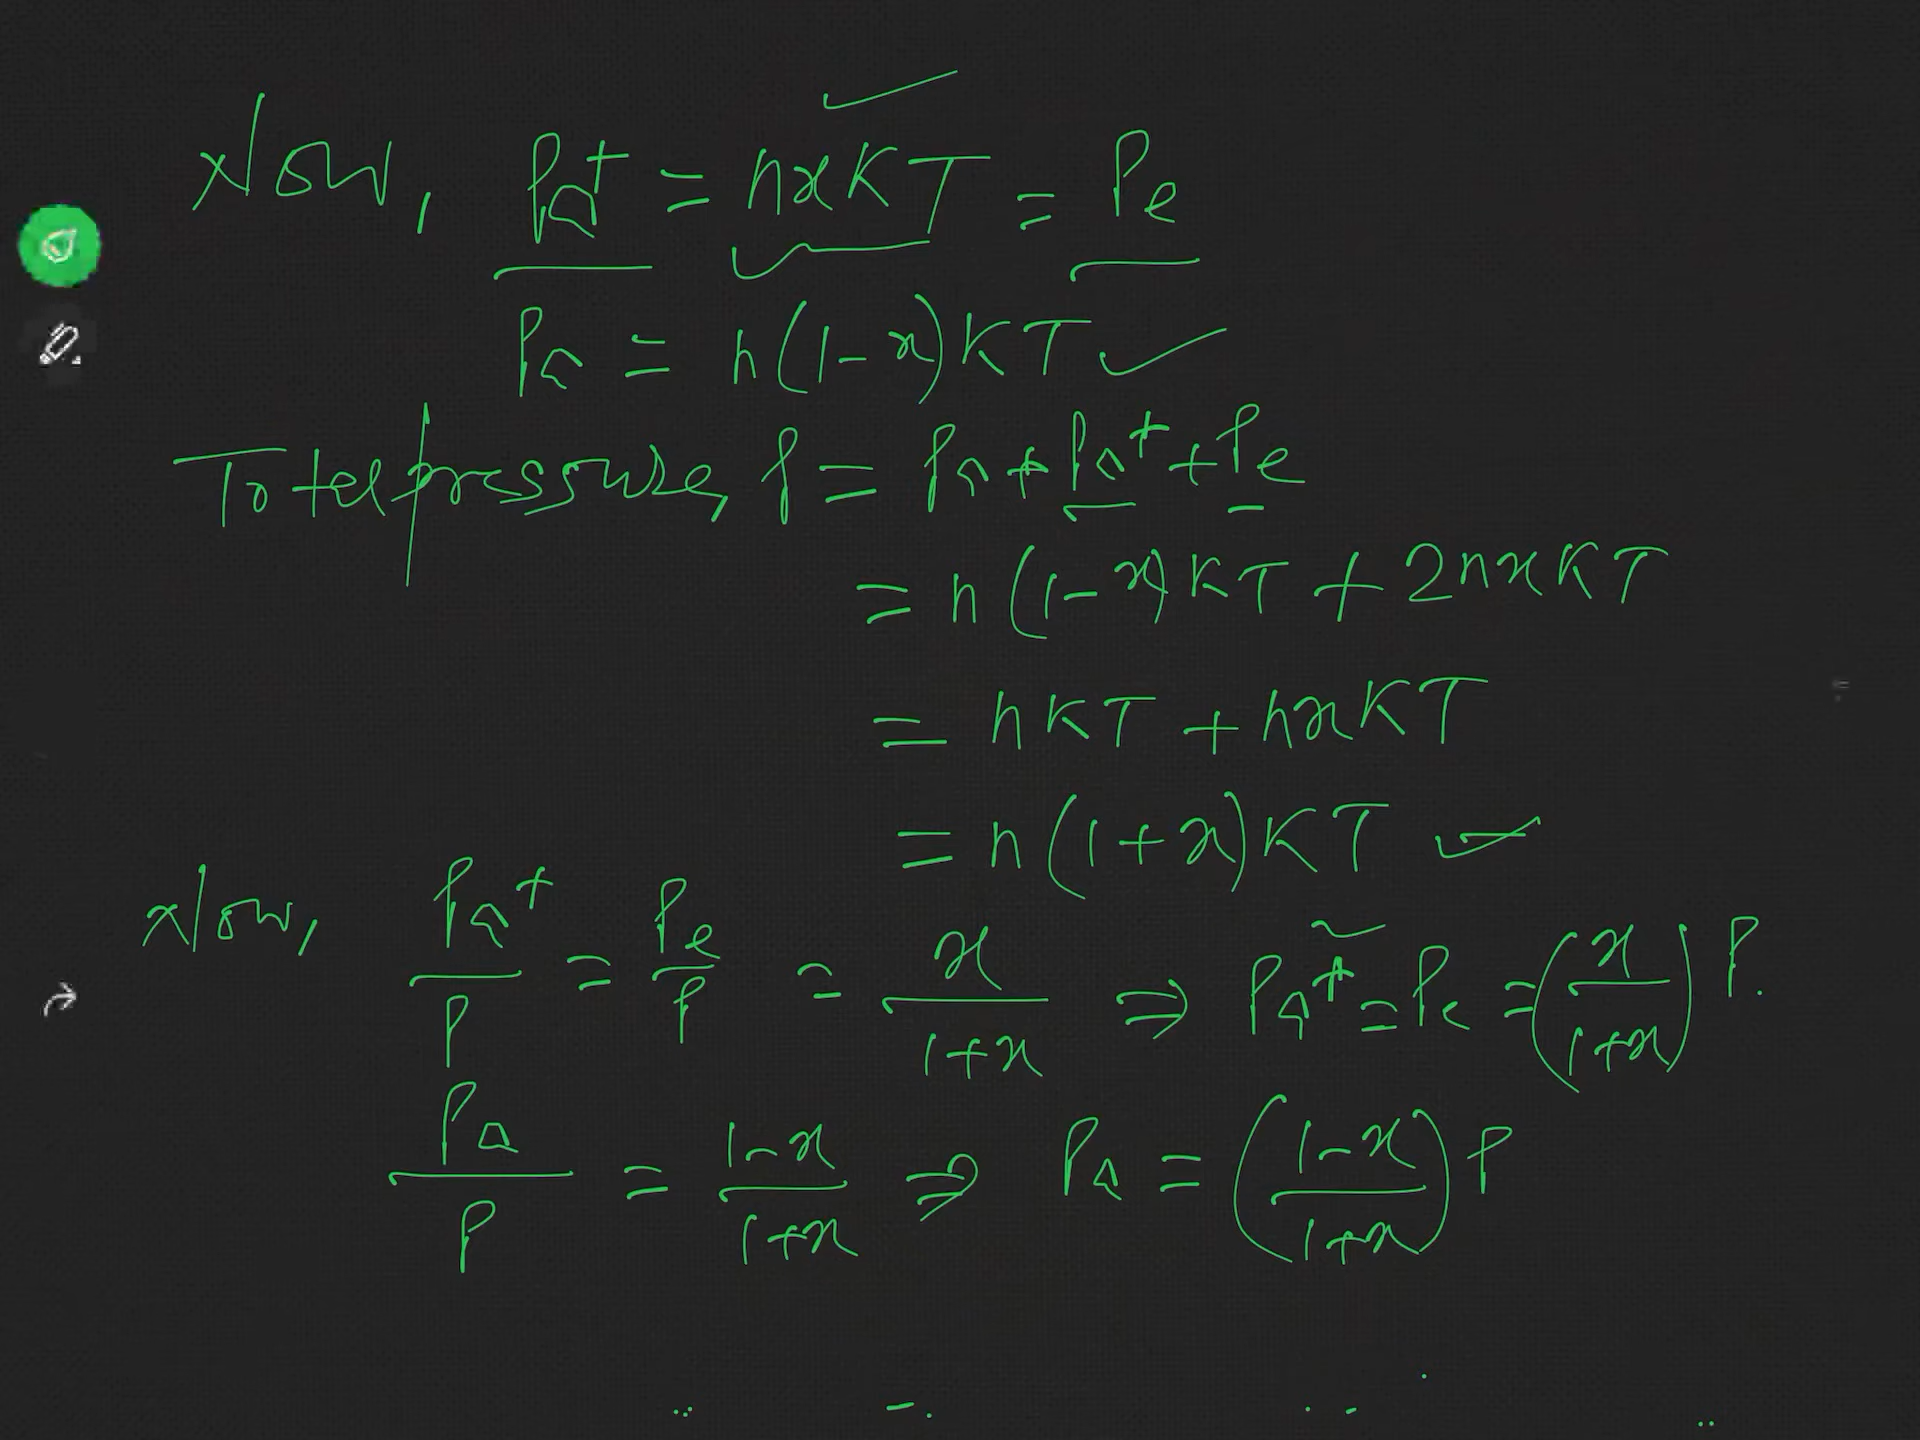 Now, Pa⁺ = nxKT = Pe
Pa = n(1-x)KT
Total pressure, P = Pa + Pa⁺ + Pe
= n(1-x)KT + 2nxKT
= nKT + nxKT
= n(1+x)KT
Now, Pa⁺/P = Pe/P = x/(1+x) ⇒ Pa⁺ = Pe = (x/(1+x)) P.
Pa/P = (1-x)/(1+x) ⇒ Pa = ((1-x)/(1+x)) P